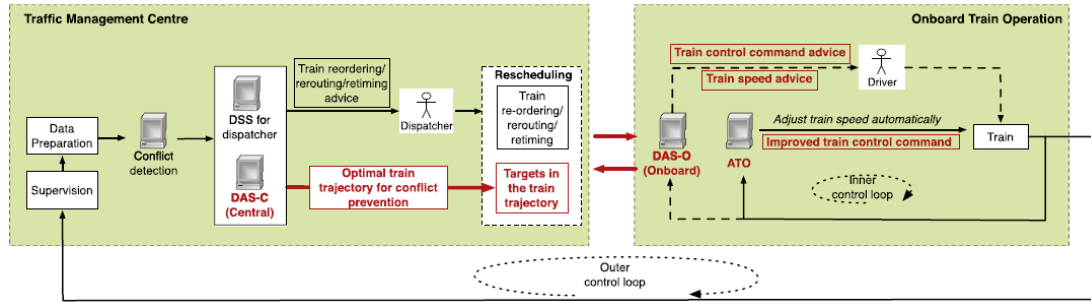 Traffic Management Centre
Data
Preparation
Supervision
Conflict
detection
DSS for
dispatcher
DAS-C
(Central)
Train reordering/
rerouting/retiming
advice
Dispatcher
Optimal train
trajectory for conflict
prevention
Rescheduling
Train
re-ordering/
rerouting/
retiming
Targets in
the train
trajectory
Onboard Train Operation
Train control command advice
Train speed advice
Driver
DAS-O
(Onboard)
ATO
Adjust train speed automatically
Improved train control command
Train
Inner
control loop
Outer
control loop